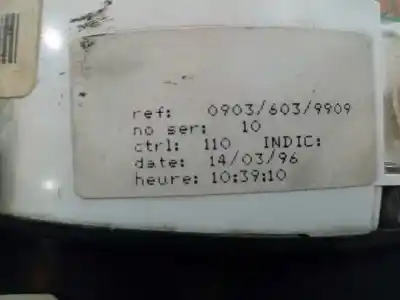 ref: 0903/603/9909
no ser: 10
ctrl: 110 INDIC:
date: 14/03/96
heure: 10:39:10